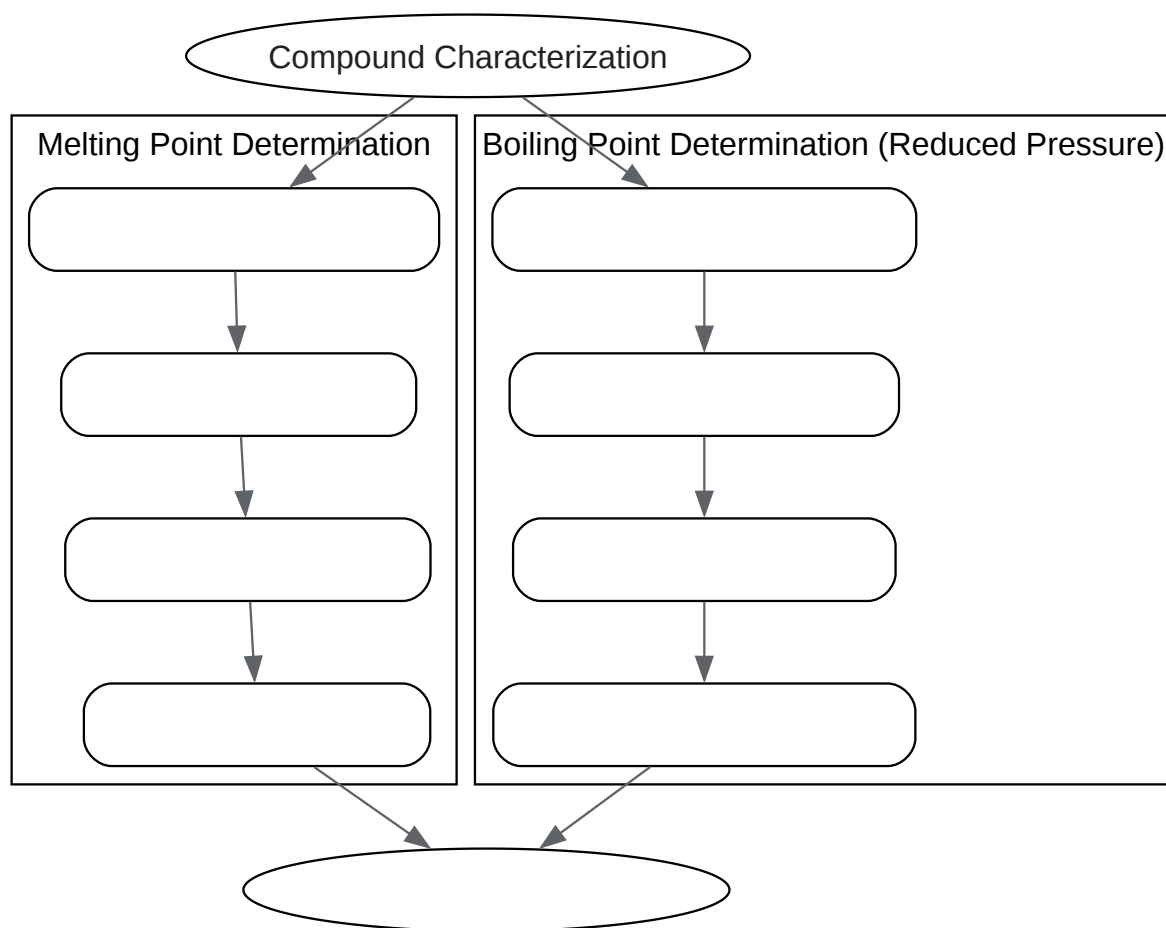 Compound Characterization
Melting Point Determination
Boiling Point Determination (Reduced Pressure)